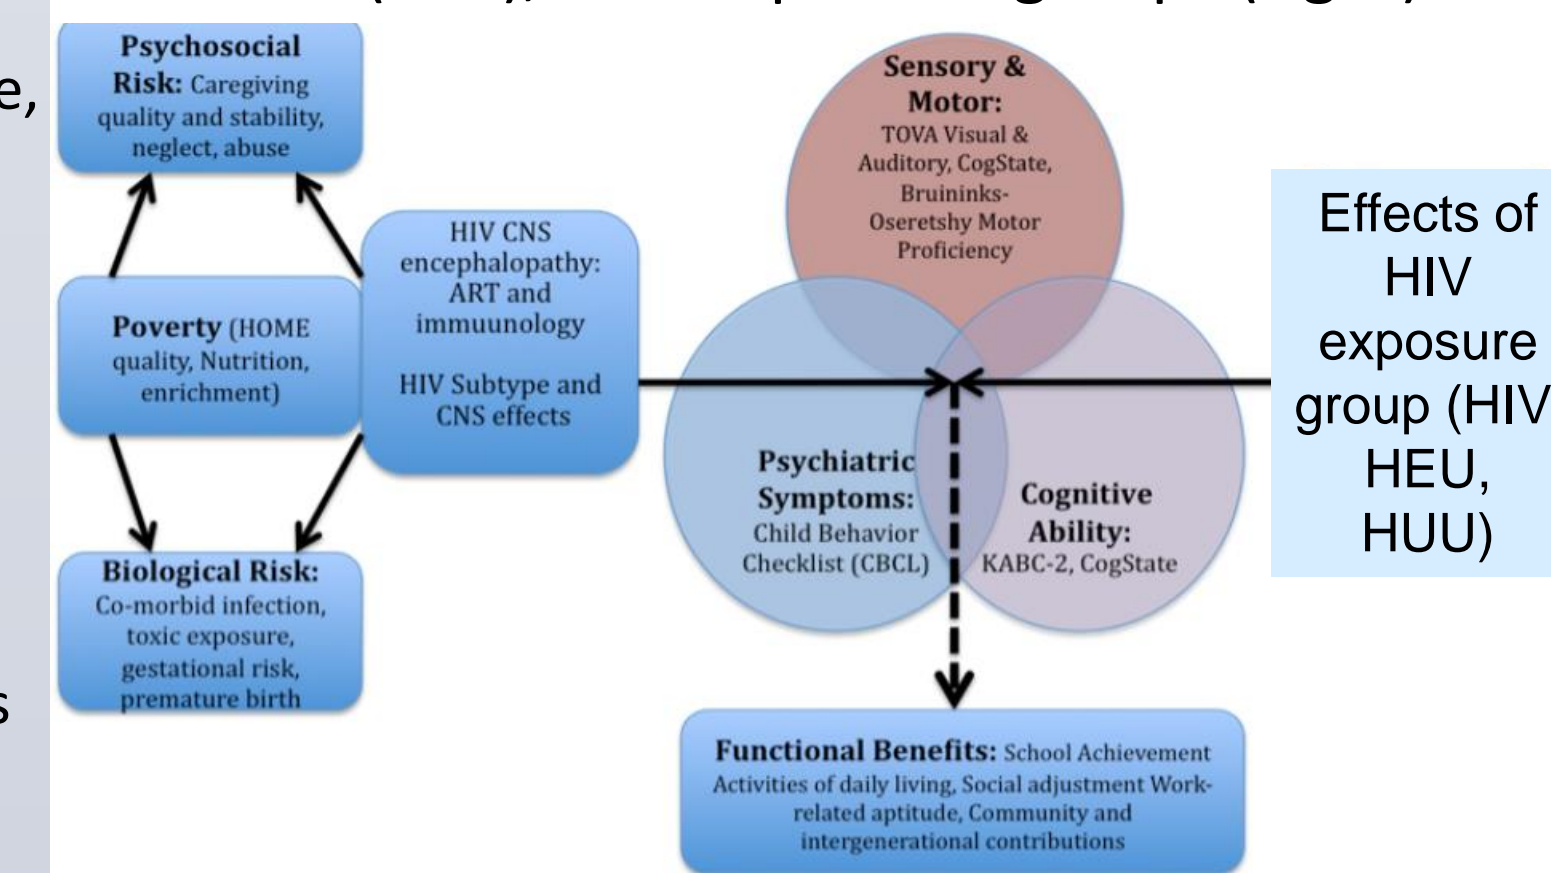 e,
s
Psychosocial
Risk: Caregiving
quality and stability,
neglect, abuse
Poverty (HOME
quality, Nutrition,
enrichment)
HIV CNS
encephalopathy:
ART and
immuunology
HIV Subtype and
CNS effects
Biological Risk:
Co-morbid infection,
toxic exposure,
gestational risk,
premature birth
Sensory &
Motor:
TOVA Visual &
Auditory, CogState,
Bruininks-
Oseretshy Motor
Proficiency
Psychiatric
Symptoms:
Child Behavior
Checklist (CBCL)
Cognitive
Ability:
KABC-2, CogState
Effects of
HIV
exposure
group (HIV
HEU,
HUU)
Functional Benefits: School Achievement
Activities of daily living, Social adjustment Work-
related aptitude, Community and
intergenerational contributions